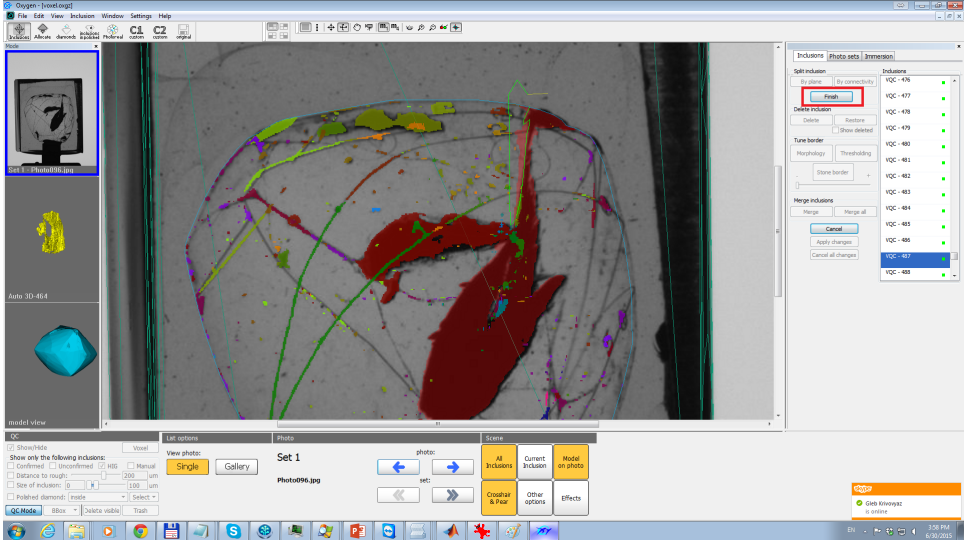 Oxygen - [voxel.oxgz]
File Edit View Inclusion Window Settings Help
Inclusions Allocate diamonds inclusions in polished Photoreal C1 custom C2 custom original
Mode
Set 1 - Photo096.jpg
Auto 3D-464
model view
Inclusions Photo sets Immersion
Split inclusion
By plane By connectivity
Finish
Delete inclusion
Delete Restore
Show deleted
Tune border
Morphology Thresholding
Stone border
- +
Merge inclusions
Merge Merge all
Cancel
Apply changes
Cancel all changes
Inclusions
VQC - 476
VQC - 477
VQC - 478
VQC - 479
VQC - 480
VQC - 481
VQC - 482
VQC - 483
VQC - 484
VQC - 485
VQC - 486
VQC - 487
VQC - 488
QC
Show/Hide Voxel
Show only the following inclusions:
Confirmed Unconfirmed HIG Manual
Distance to rough: 200 um
Size of inclusion: 0 100 um
Polished diamond: Inside Select
QC Mode BBox Delete visible Trash
List options
View photo:
Single Gallery
Photo
Set 1
Photo096.jpg
photo:
set:
Scene
All Inclusions Current Inclusion Model on photo
Crosshair & Pear Other options Effects
skype
Gleb Krivovyaz
is online
EN
3:58 PM
6/30/2015